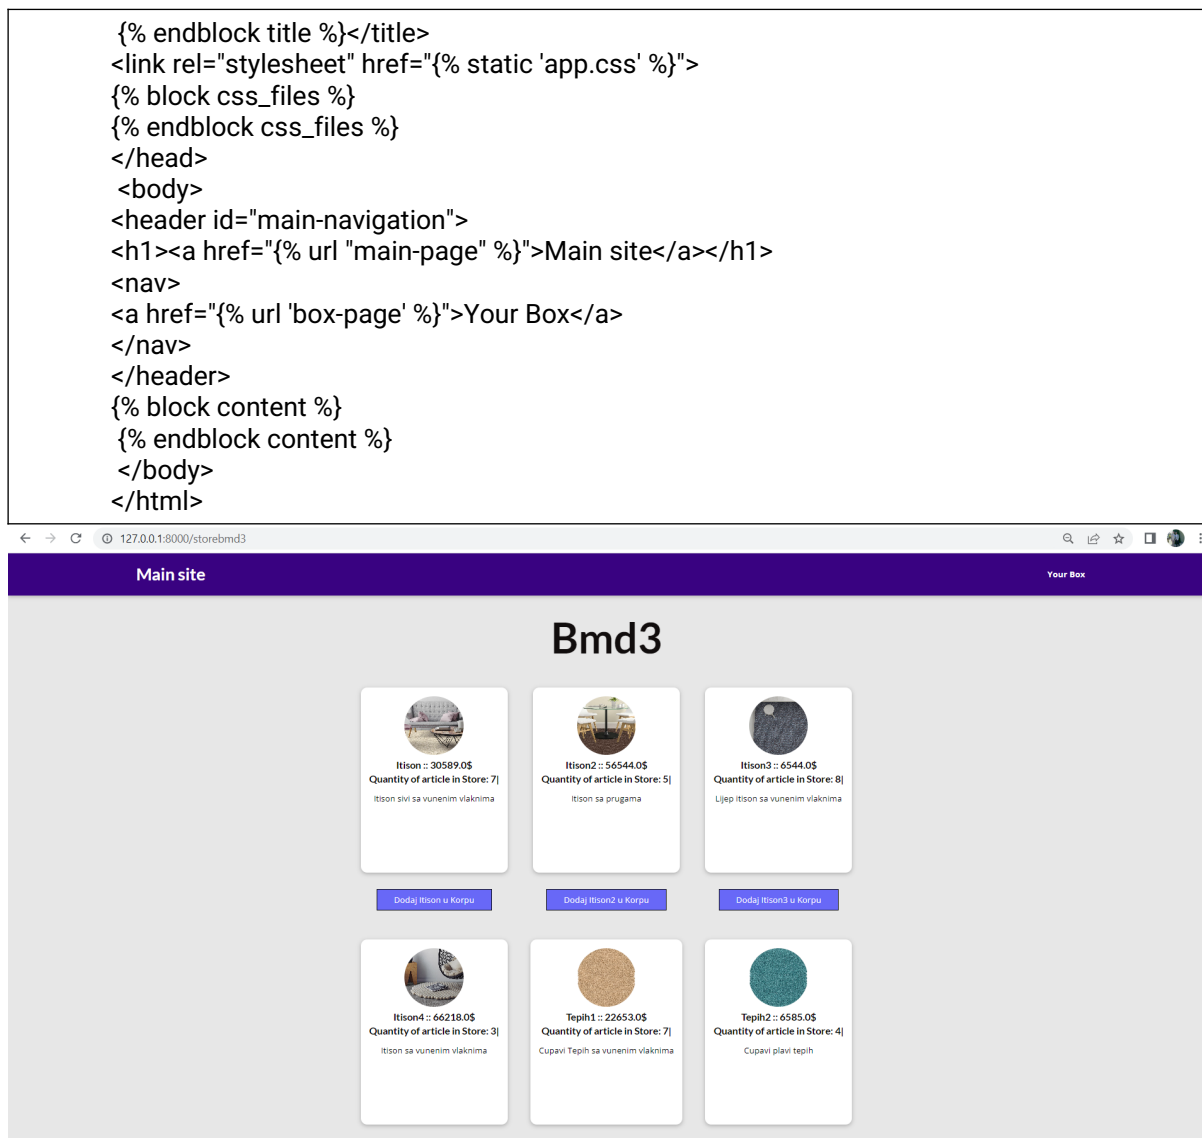 {% endblock title %}</title>
<link rel="stylesheet" href="{% static 'app.css' %}">
{% block css_files %}
{% endblock css_files %}
</head>
<body>
<header id="main-navigation">
<h1><a href="{% url "main-page" %}">Main site</a></h1>
<nav>
<a href="{% url 'box-page' %}">Your Box</a>
</nav>
</header>
{% block content %}
{% endblock content %}
</body>
</html>
127.0.0.1:8000/storebmd3
Main site
Your Box
Bmd3
Itison :: 30589.0$
Quantity of article in Store: 7|
Itison sivi sa vunenim vlaknima
Itison2 :: 56544.0$
Quantity of article in Store: 5|
Itison sa prugama
Itison3 :: 6544.0$
Quantity of article in Store: 8|
Lijep Itison sa vunenim vlaknima
Dodaj Itison u Korpu
Dodaj Itison2 u Korpu
Dodaj Itison3 u Korpu
Itison4 :: 66218.0$
Quantity of article in Store: 3|
Itison sa vunenim vlaknima
Tepih1 :: 22653.0$
Quantity of article in Store: 7|
Cupavi Tepih sa vunenim vlaknima
Tepih2 :: 6585.0$
Quantity of article in Store: 4|
Cupavi plavi tepih